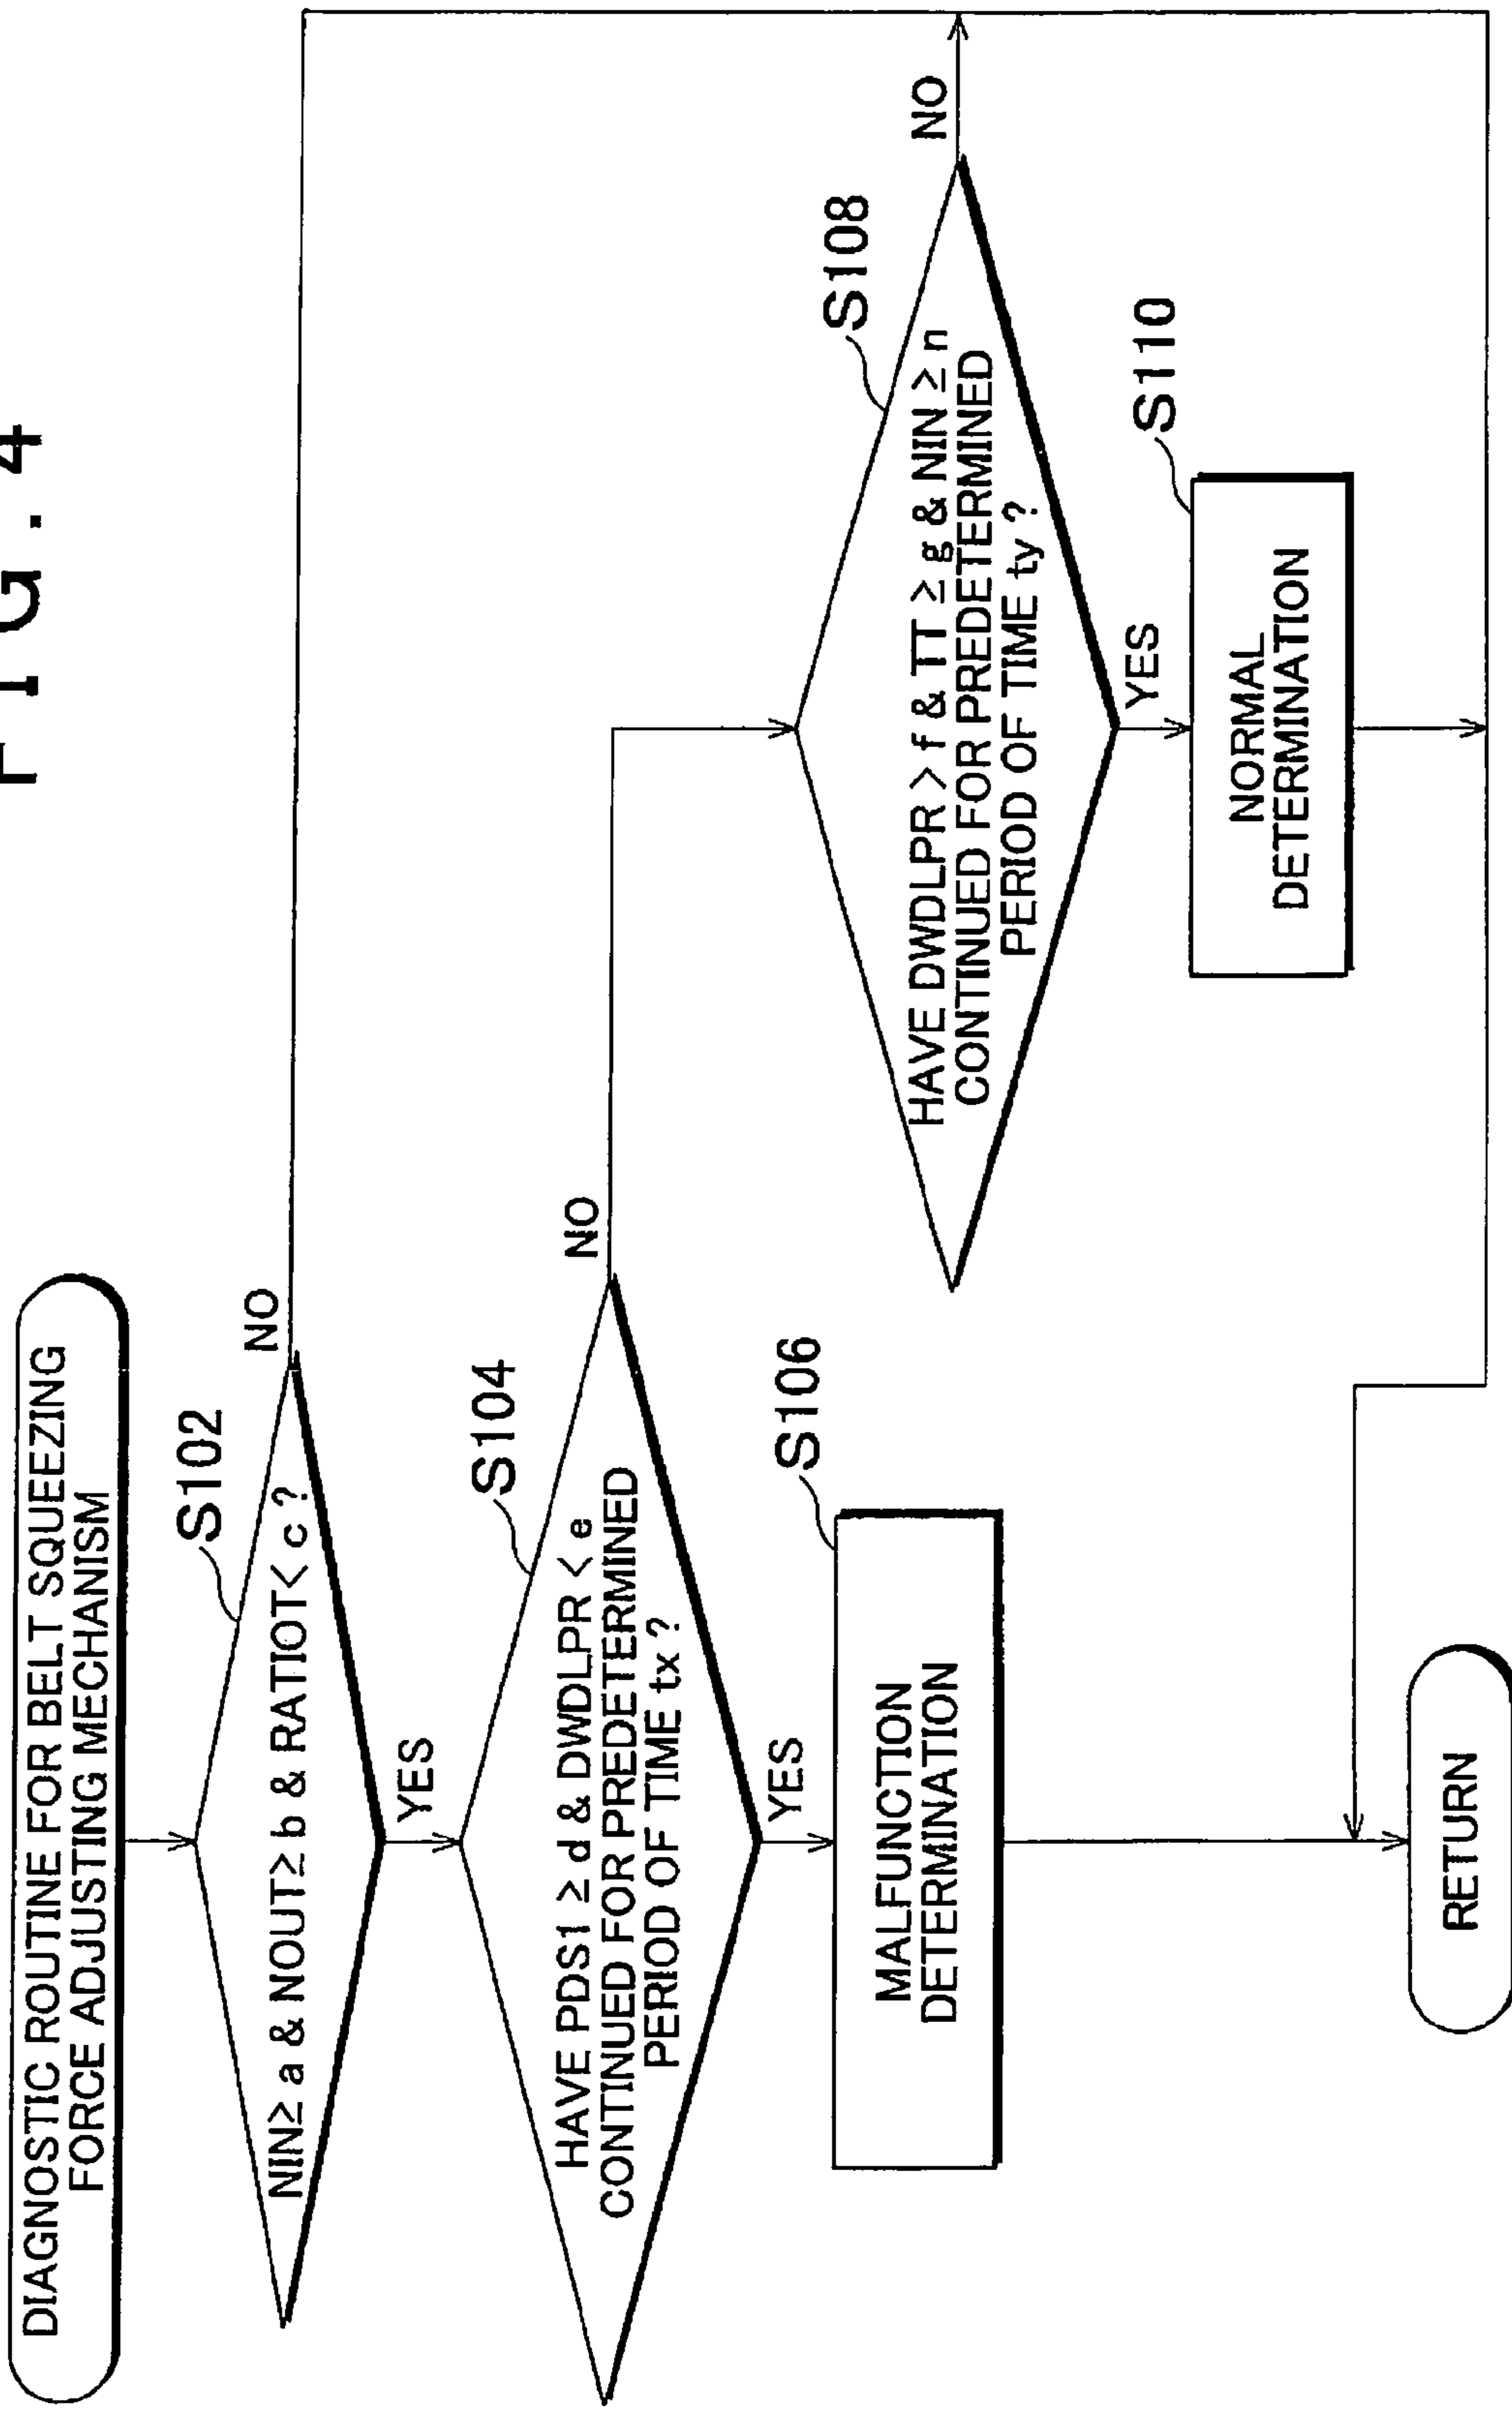 FIG. 4
DIAGNOSTIC ROUTINE FOR BELT SQUEEZING
FORCE ADJUSTING MECHANISM
S102
NIN≥ a & NOUT≥ b & RATIOT< c ?
NO
YES
S104
HAVE PDS1 ≥ d & DWDLPR < e
CONTINUED FOR PREDETERMINED
PERIOD OF TIME tx ?
NO
YES
S106
MALFUNCTION
DETERMINATION
S108
HAVE DWDLPR > f & TT ≥ g & NIN ≥ n
CONTINUED FOR PREDETERMINED
PERIOD OF TIME ty ?
NO
YES
S110
NORMAL
DETERMINATION
RETURN